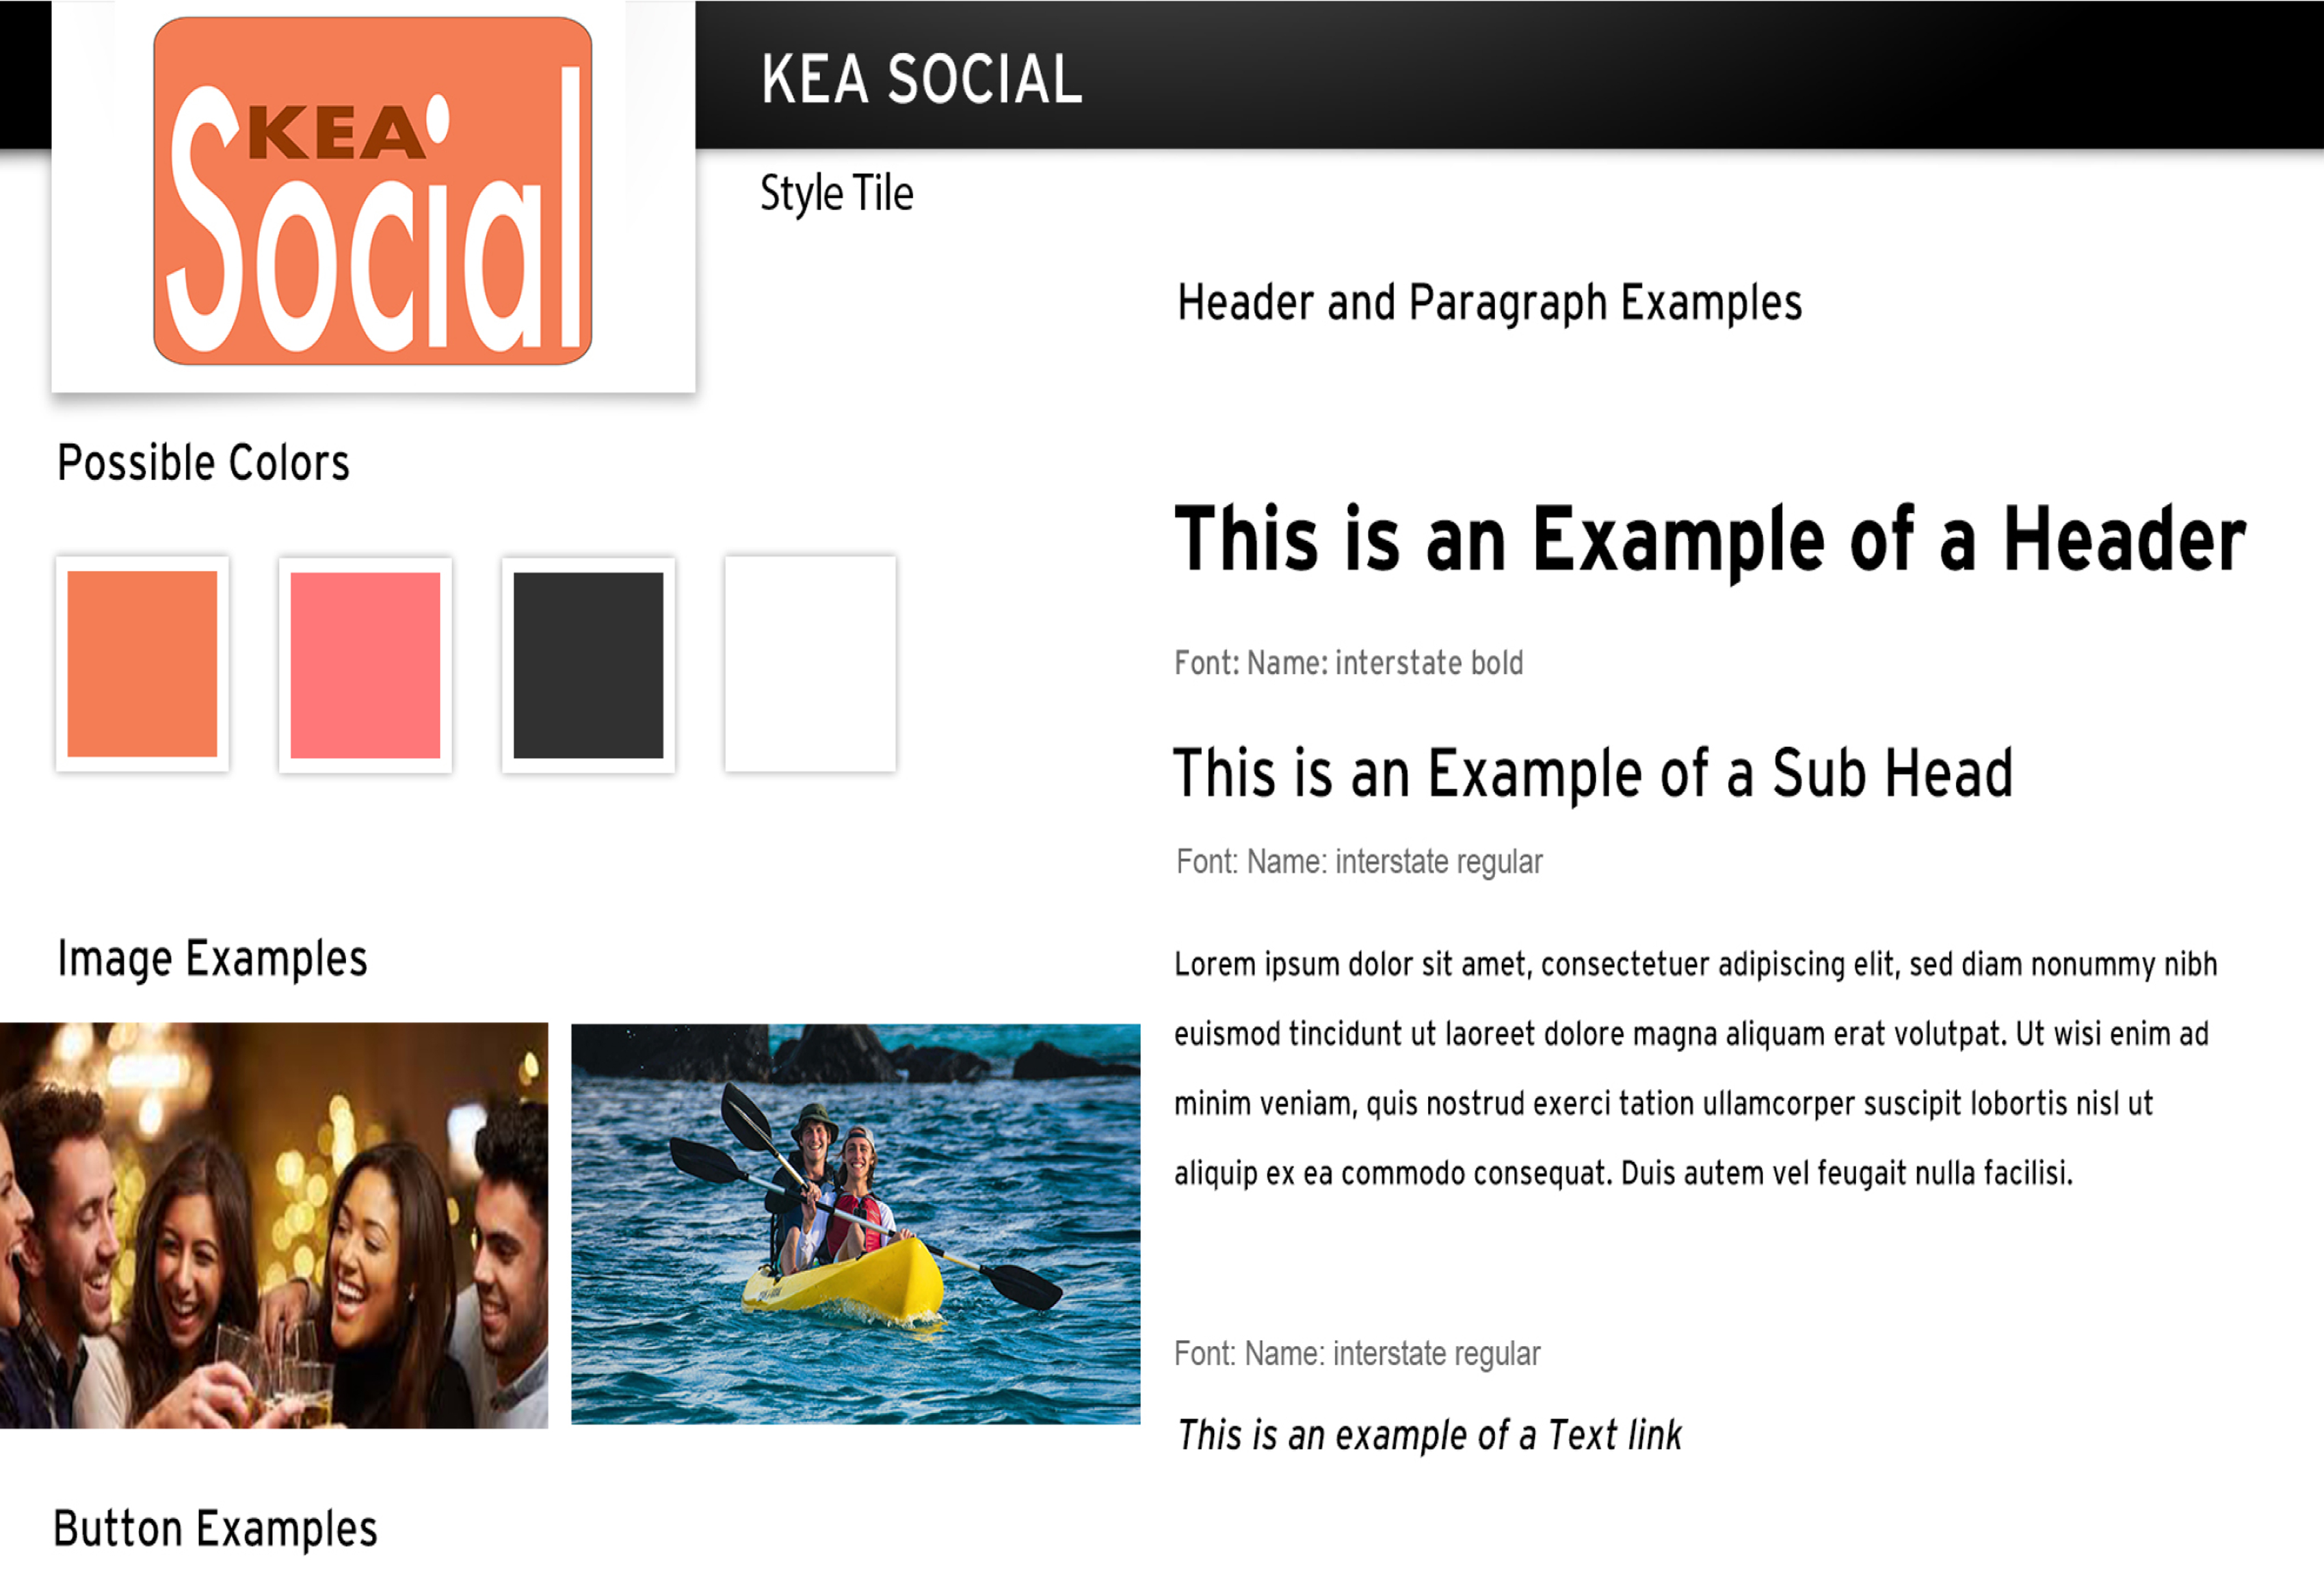 KEA
Social
KEA SOCIAL
Style Tile
Possible Colors
Image Examples
Button Examples
Header and Paragraph Examples
This is an Example of a Header
Font: Name: interstate bold
This is an Example of a Sub Head
Font: Name: interstate regular
Lorem ipsum dolor sit amet, consectetuer adipiscing elit, sed diam nonummy nibh
euismod tincidunt ut laoreet dolore magna aliquam erat volutpat. Ut wisi enim ad
minim veniam, quis nostrud exerci tation ullamcorper suscipit lobortis nisl ut
aliquip ex ea commodo consequat. Duis autem vel feugait nulla facilisi.
Font: Name: interstate regular
This is an example of a Text link